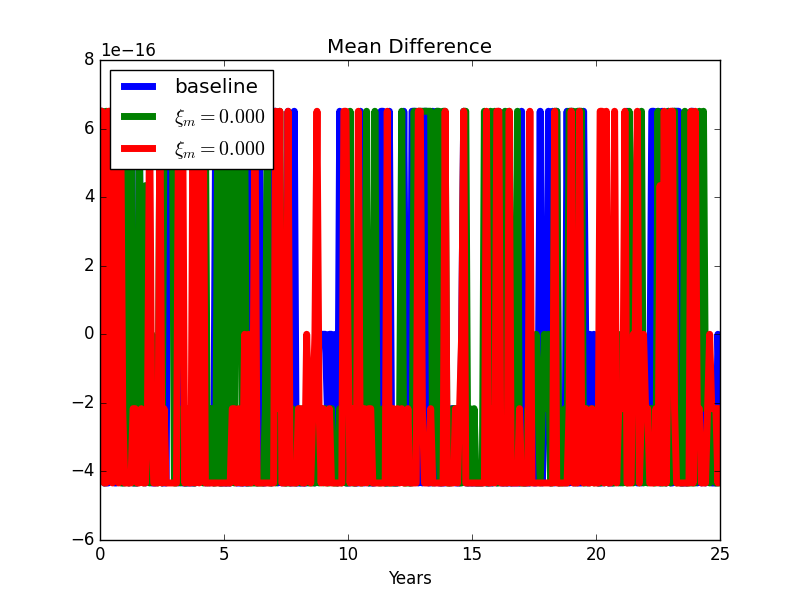 Mean Difference
1e−16
8
6
4
2
0
−2
−4
−6
baseline
ξm = 0.000
ξm = 0.000
0 5 10 15 20 25
Years